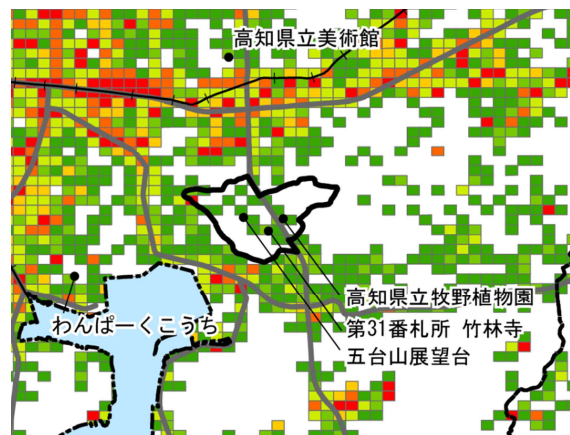 高知県立美術館
高知県立牧野植物園
第31番札所 竹林寺
わんぱーくこうち
五台山展望台